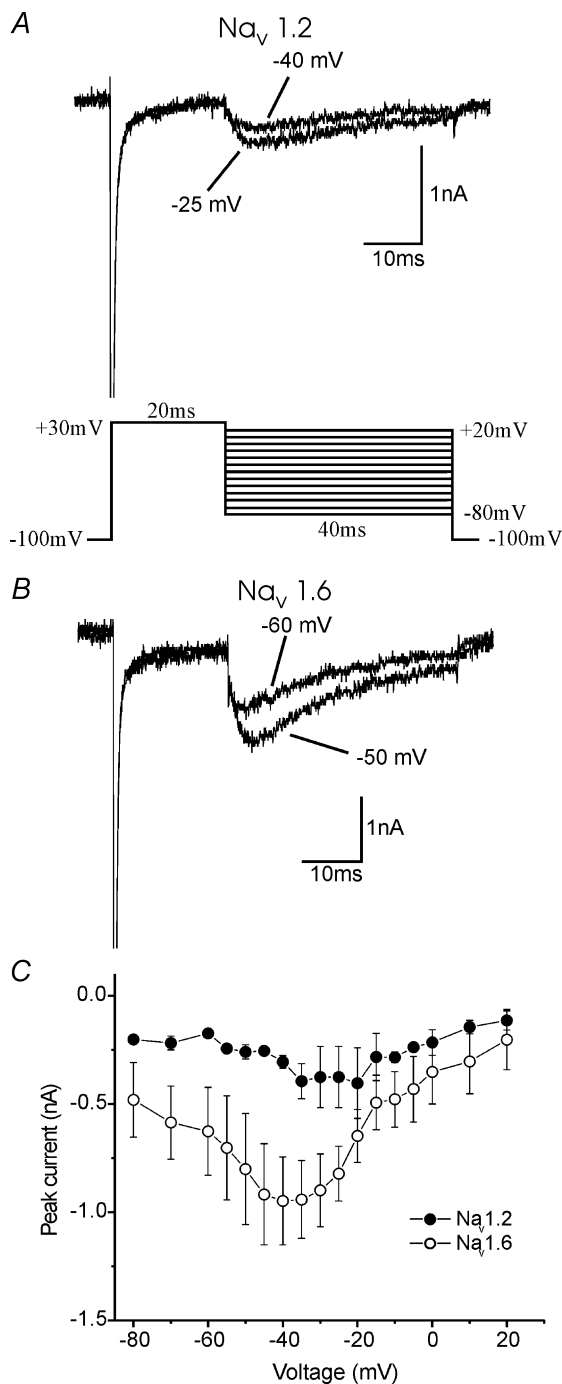 A
Nav 1.2
-40 mV
-25 mV
1nA
10ms
20ms
+30mV
+20mV
-80mV
40ms
-100mV
-100mV
B
Nav 1.6
-60 mV
-50 mV
1nA
10ms
C
0.0
-0.5
-1.0
-1.5
Peak current (nA)
Nav1.2
Nav1.6
-80 -60 -40 -20 0 20
Voltage (mV)